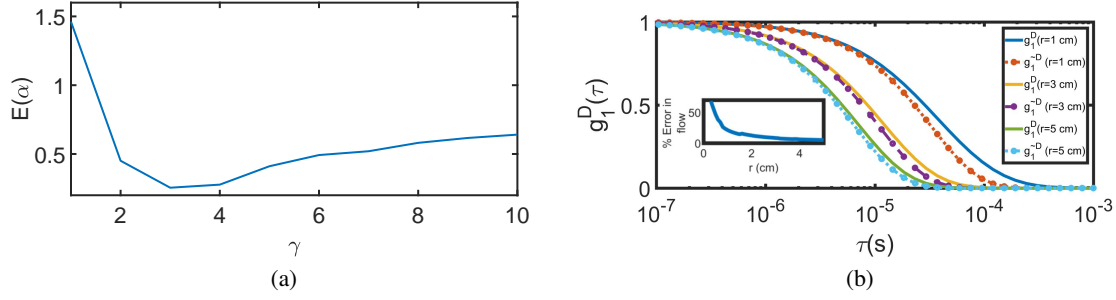 1.5
1
0.5
E(α)
2
4
6
8
10
γ
(a)
1
0.5
0
g₁ᴰ(τ)
10⁻⁷
10⁻⁶
10⁻⁵
10⁻⁴
10⁻³
τ(s)
% Error in
flow
50
0
0
2
4
r (cm)
g₁ᴰ(r=1 cm)
g₁~ᴰ (r=1 cm)
g₁ᴰ(r=3 cm)
g₁~ᴰ (r=3 cm)
g₁ᴰ(r=5 cm)
g₁~ᴰ (r=5 cm)
(b)